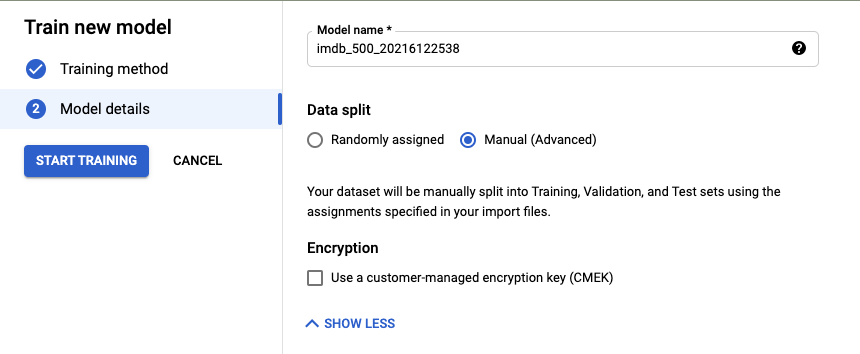 Train new model
Training method
2 Model details
START TRAINING CANCEL
Model name *
imdb_500_20216122538 ?
Data split
Randomly assigned Manual (Advanced)
Your dataset will be manually split into Training, Validation, and Test sets using the
assignments specified in your import files.
Encryption
Use a customer-managed encryption key (CMEK)
SHOW LESS